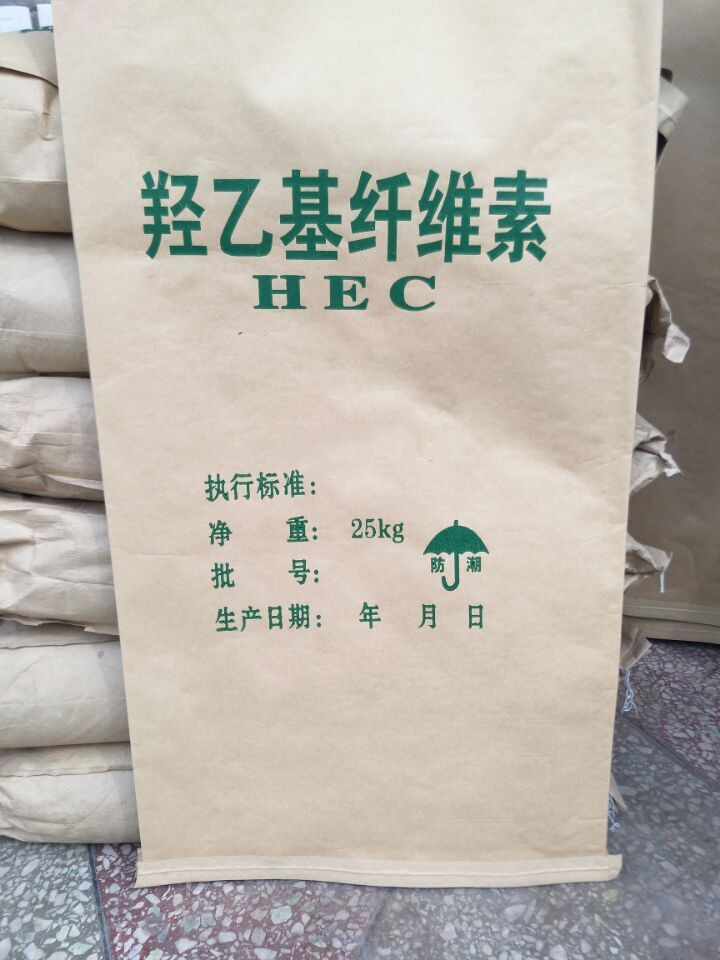 羟乙基纤维素
HEC
执行标准:
净 重: 25kg
批 号:
防潮
生产日期: 年 月 日